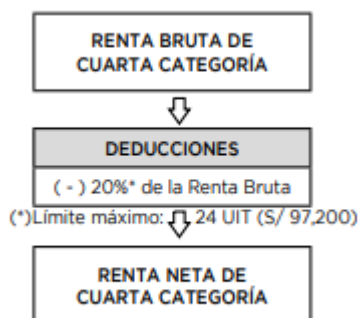 RENTA BRUTA DE
CUARTA CATEGORÍA
DEDUCCIONES
( - ) 20%* de la Renta Bruta
(*)Límite máximo: 24 UIT (S/ 97,200)
RENTA NETA DE
CUARTA CATEGORÍA